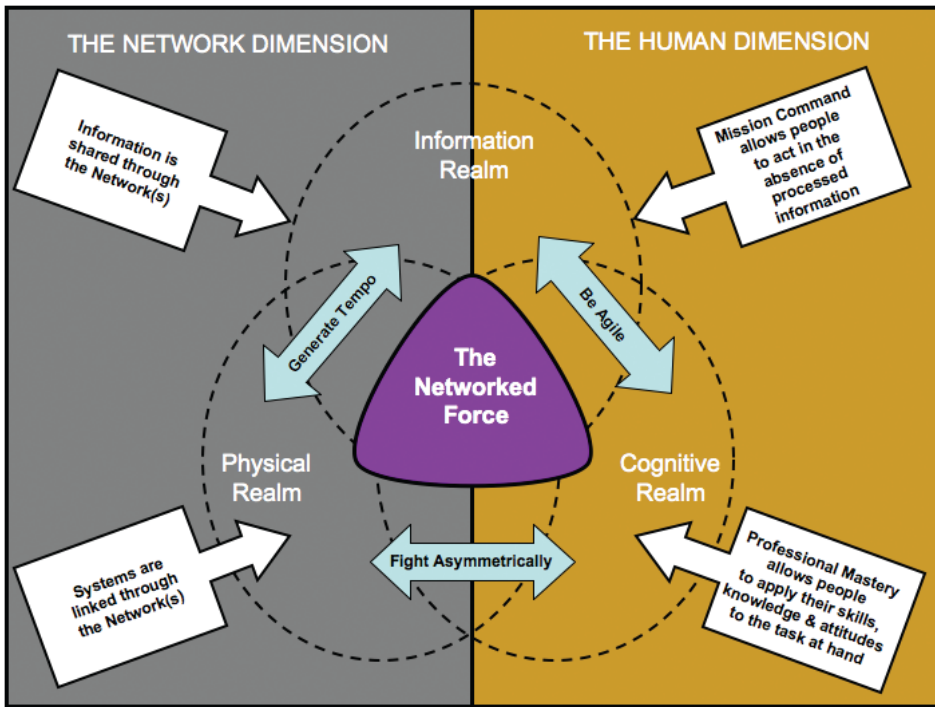 THE NETWORK DIMENSION
THE HUMAN DIMENSION
Information is
shared through
the Network(s)
Information
Realm
Mission Command
allows people
to act in the
absence of
processed
information
Generate Tempo
Be Agile
The
Networked
Force
Physical
Realm
Cognitive
Realm
Systems are
linked through
the Network(s)
Fight Asymmetrically
Professional Mastery
allows people
to apply their skills,
knowledge & attitudes
to the task at hand